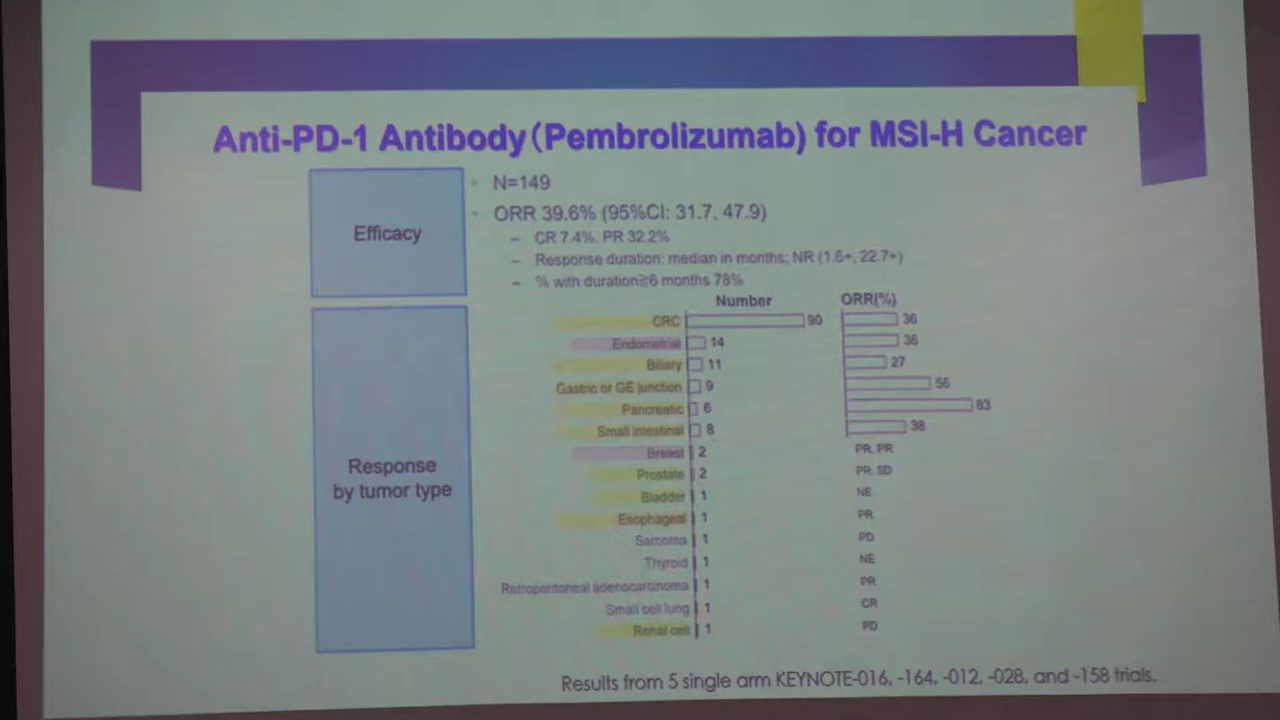 Anti-PD-1 Antibody (Pembrolizumab) for MSI-H Cancer
Efficacy
N=149
ORR 39.6% (95%CI: 31.7, 47.9)
– CR 7.4%, PR 32.2%
– Response duration: median in months; NR (1.6+, 22.7+)
– % with duration≧6 months 78%
Response
by tumor type
Number ORR(%)
CRC 90 36
Endometrial 14 36
Biliary 11 27
Gastric or GE junction 9 56
Pancreatic 6 83
Small intestinal 8 38
Breast 2 PR, PR
Prostate 2 PR, SD
Bladder 1 NE
Esophageal 1 PR
Sarcoma 1 PD
Thyroid 1 NE
Retroperitoneal adenocarcinoma 1 PR
Small cell lung 1 CR
Renal cell 1 PD
Results from 5 single arm KEYNOTE-016, -164, -012, -028, and -158 trials.